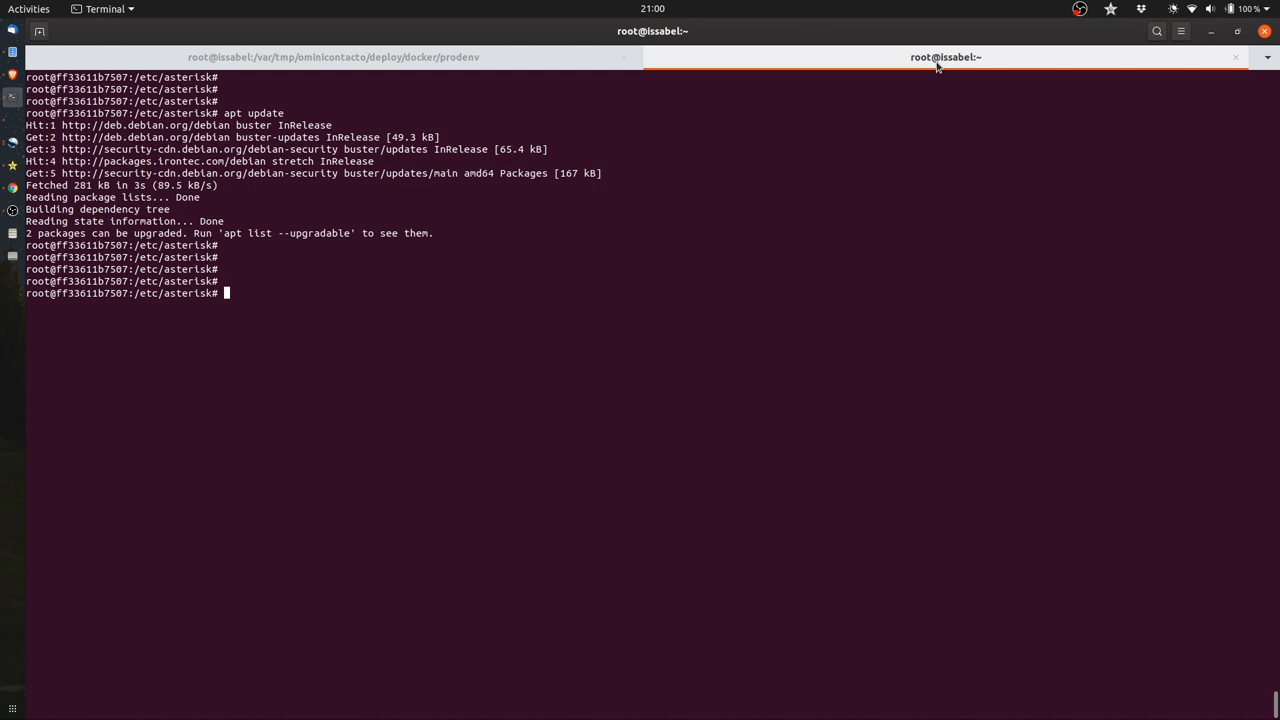 Activities
Terminal
21:00
100 %
root@issabel:~
root@issabel:/var/tmp/ominicontacto/deploy/docker/prodenv
root@issabel:~
root@ff33611b7507:/etc/asterisk#
root@ff33611b7507:/etc/asterisk#
root@ff33611b7507:/etc/asterisk#
root@ff33611b7507:/etc/asterisk# apt update
Hit:1 http://deb.debian.org/debian buster InRelease
Get:2 http://deb.debian.org/debian buster-updates InRelease [49.3 kB]
Get:3 http://security-cdn.debian.org/debian-security buster/updates InRelease [65.4 kB]
Hit:4 http://packages.irontec.com/debian stretch InRelease
Get:5 http://security-cdn.debian.org/debian-security buster/updates/main amd64 Packages [167 kB]
Fetched 281 kB in 3s (89.5 kB/s)
Reading package lists... Done
Building dependency tree
Reading state information... Done
2 packages can be upgraded. Run 'apt list --upgradable' to see them.
root@ff33611b7507:/etc/asterisk#
root@ff33611b7507:/etc/asterisk#
root@ff33611b7507:/etc/asterisk#
root@ff33611b7507:/etc/asterisk#
root@ff33611b7507:/etc/asterisk#